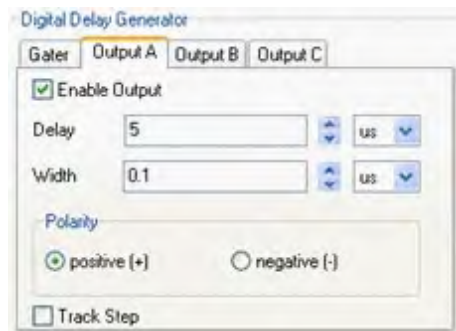 Digital Delay Generator
Gater Output A Output B Output C
Enable Output
Delay 5 us
Width 0.1 us
Polarity
positive (+) negative (-)
Track Step